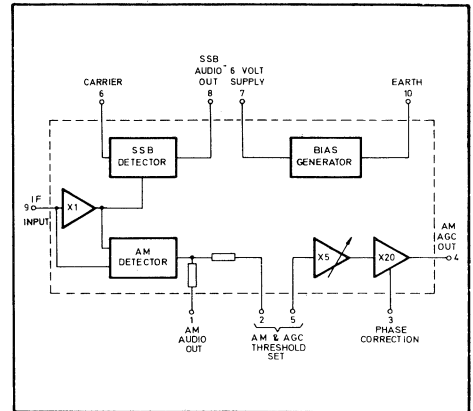 SSB
AUDIO
OUT
8
6 VOLT
SUPPLY
7
CARRIER
6
EARTH
10
SSB
DETECTOR
BIAS
GENERATOR
IF
9
INPUT
X1
AM
DETECTOR
X5
X20
AM
AGC
OUT
4
1
AM
AUDIO
OUT
2
5
AM & AGC
THRESHOLD
SET
3
PHASE
CORRECTION